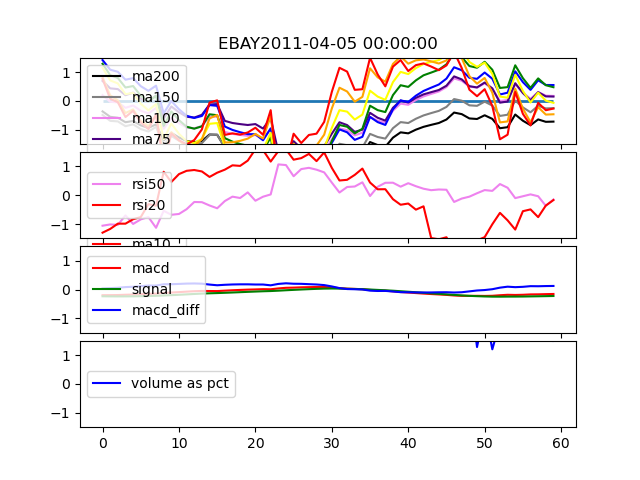 EBAY2011-04-05 00:00:00
1
0
−1
ma200
ma150
ma100
ma75
1
0
−1
rsi50
rsi20
ma10
1
0
−1
macd
signal
macd_diff
1
0
−1
volume as pct
0 10 20 30 40 50 60